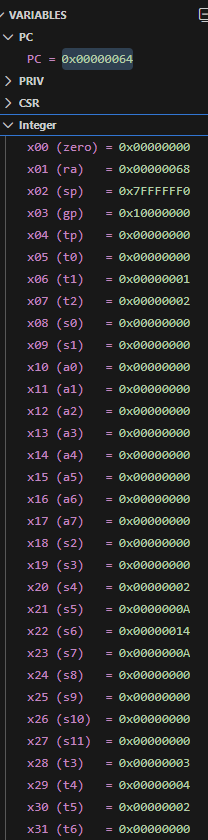 VARIABLES
PC
PC = 0x00000064
PRIV
CSR
Integer
x00 (zero) = 0x00000000
x01 (ra) = 0x00000068
x02 (sp) = 0x7FFFFFF0
x03 (gp) = 0x10000000
x04 (tp) = 0x00000000
x05 (t0) = 0x00000000
x06 (t1) = 0x00000001
x07 (t2) = 0x00000002
x08 (s0) = 0x00000000
x09 (s1) = 0x00000000
x10 (a0) = 0x00000000
x11 (a1) = 0x00000000
x12 (a2) = 0x00000000
x13 (a3) = 0x00000000
x14 (a4) = 0x00000000
x15 (a5) = 0x00000000
x16 (a6) = 0x00000000
x17 (a7) = 0x00000000
x18 (s2) = 0x00000000
x19 (s3) = 0x00000000
x20 (s4) = 0x00000002
x21 (s5) = 0x0000000A
x22 (s6) = 0x00000014
x23 (s7) = 0x0000000A
x24 (s8) = 0x00000000
x25 (s9) = 0x00000000
x26 (s10) = 0x00000000
x27 (s11) = 0x00000000
x28 (t3) = 0x00000003
x29 (t4) = 0x00000004
x30 (t5) = 0x00000002
x31 (t6) = 0x00000000